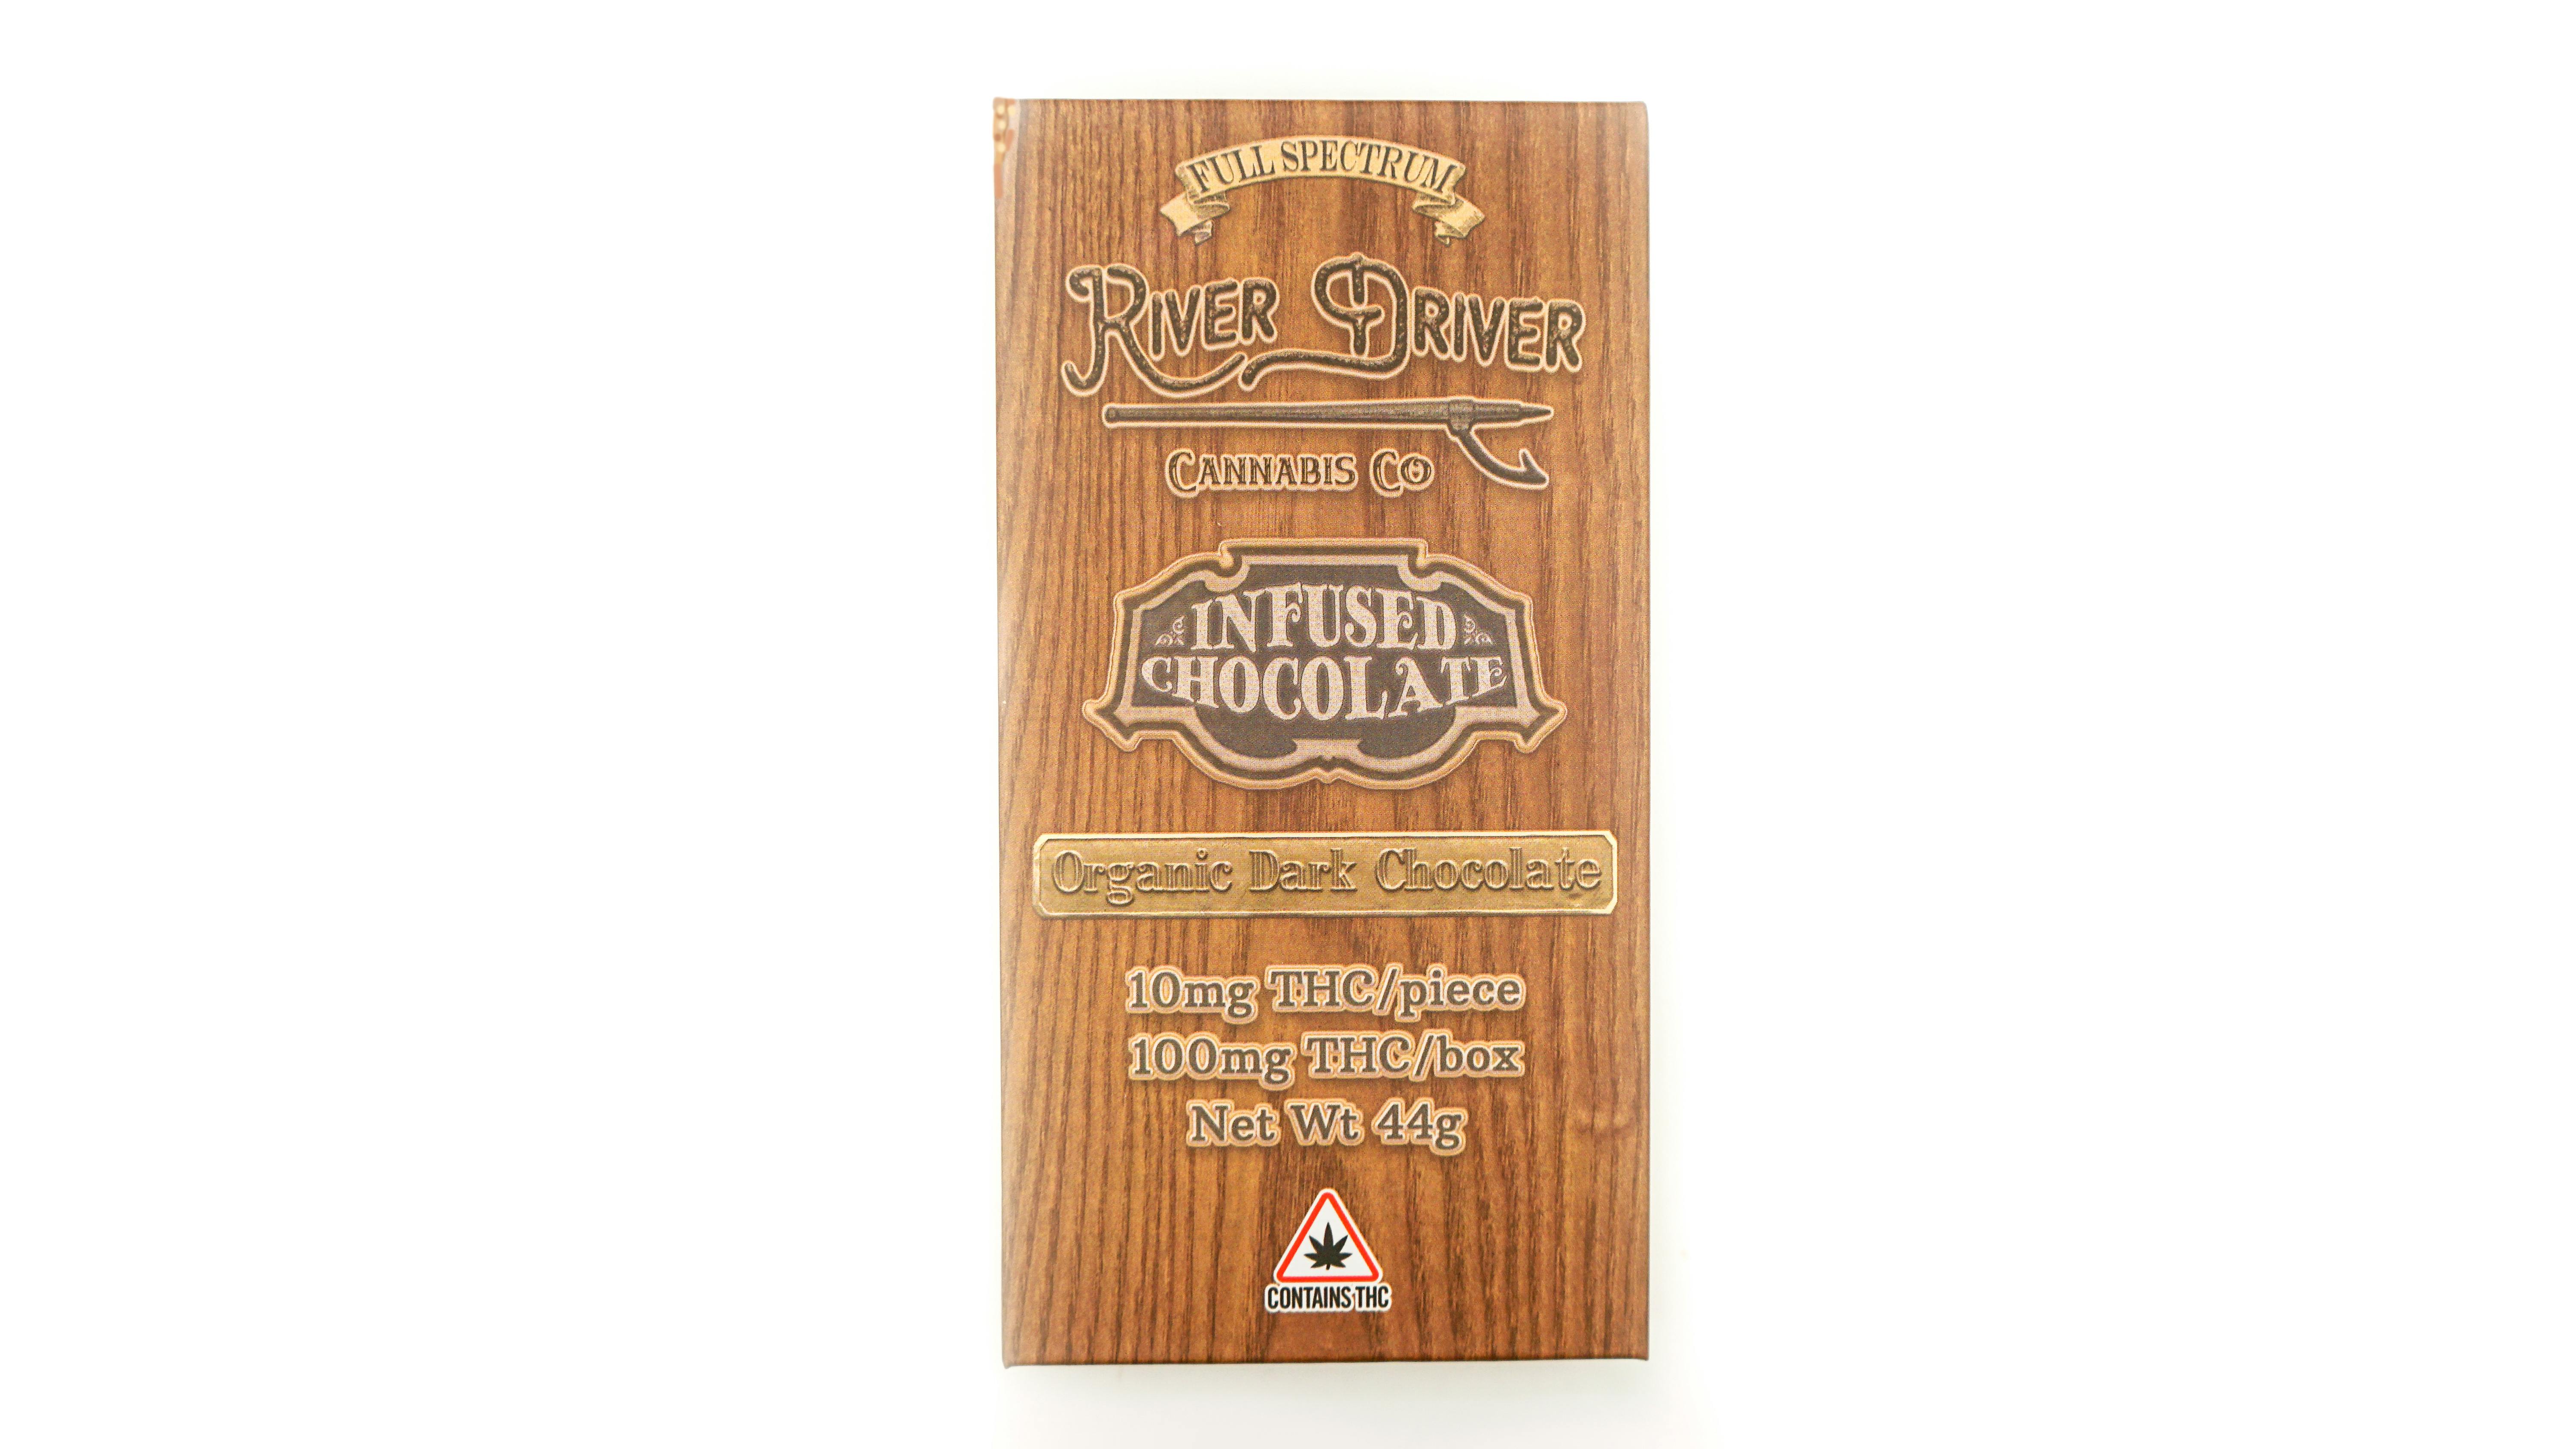 FULL SPECTRUM
RIVER DRIVER
CANNABIS CO
INFUSED
CHOCOLATE
Organic Dark Chocolate
10mg THC/piece
100mg THC/box
Net Wt 44g
CONTAINS THC